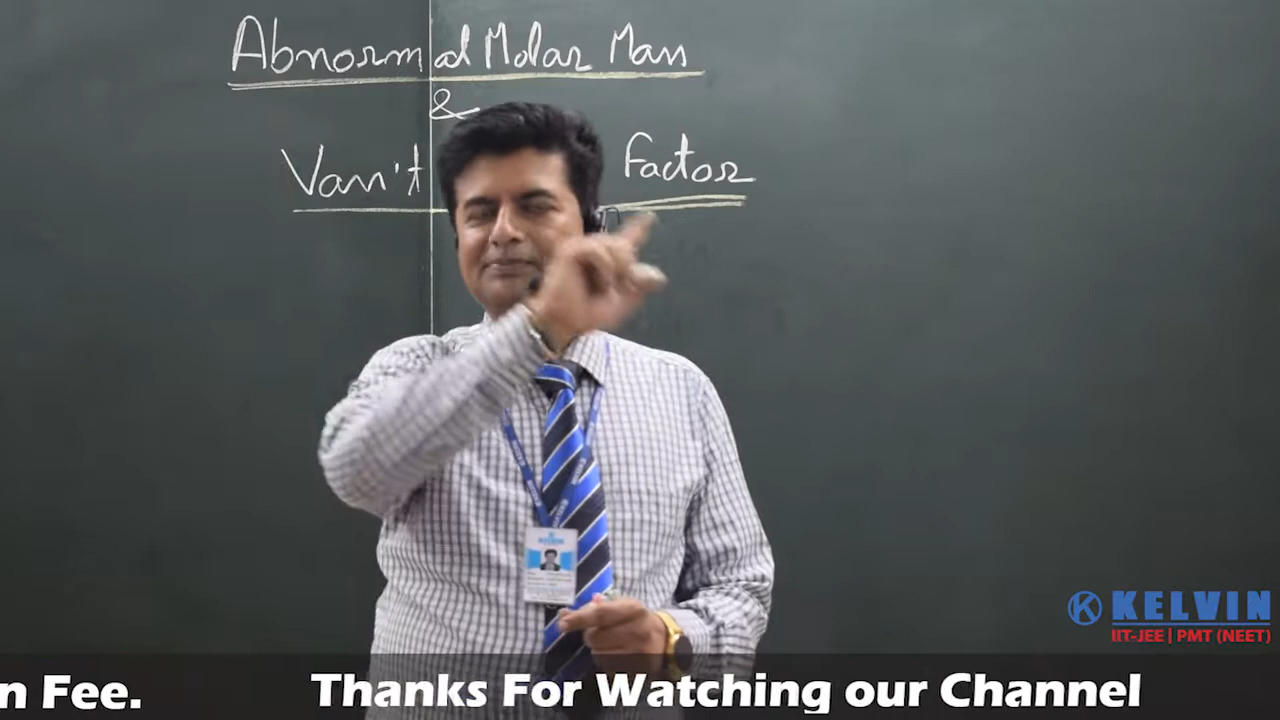 Abnormal Molar Mass
&
Van't Factor
KELVIN
IIT-JEE | PMT (NEET)
n Fee. Thanks For Watching our Channel